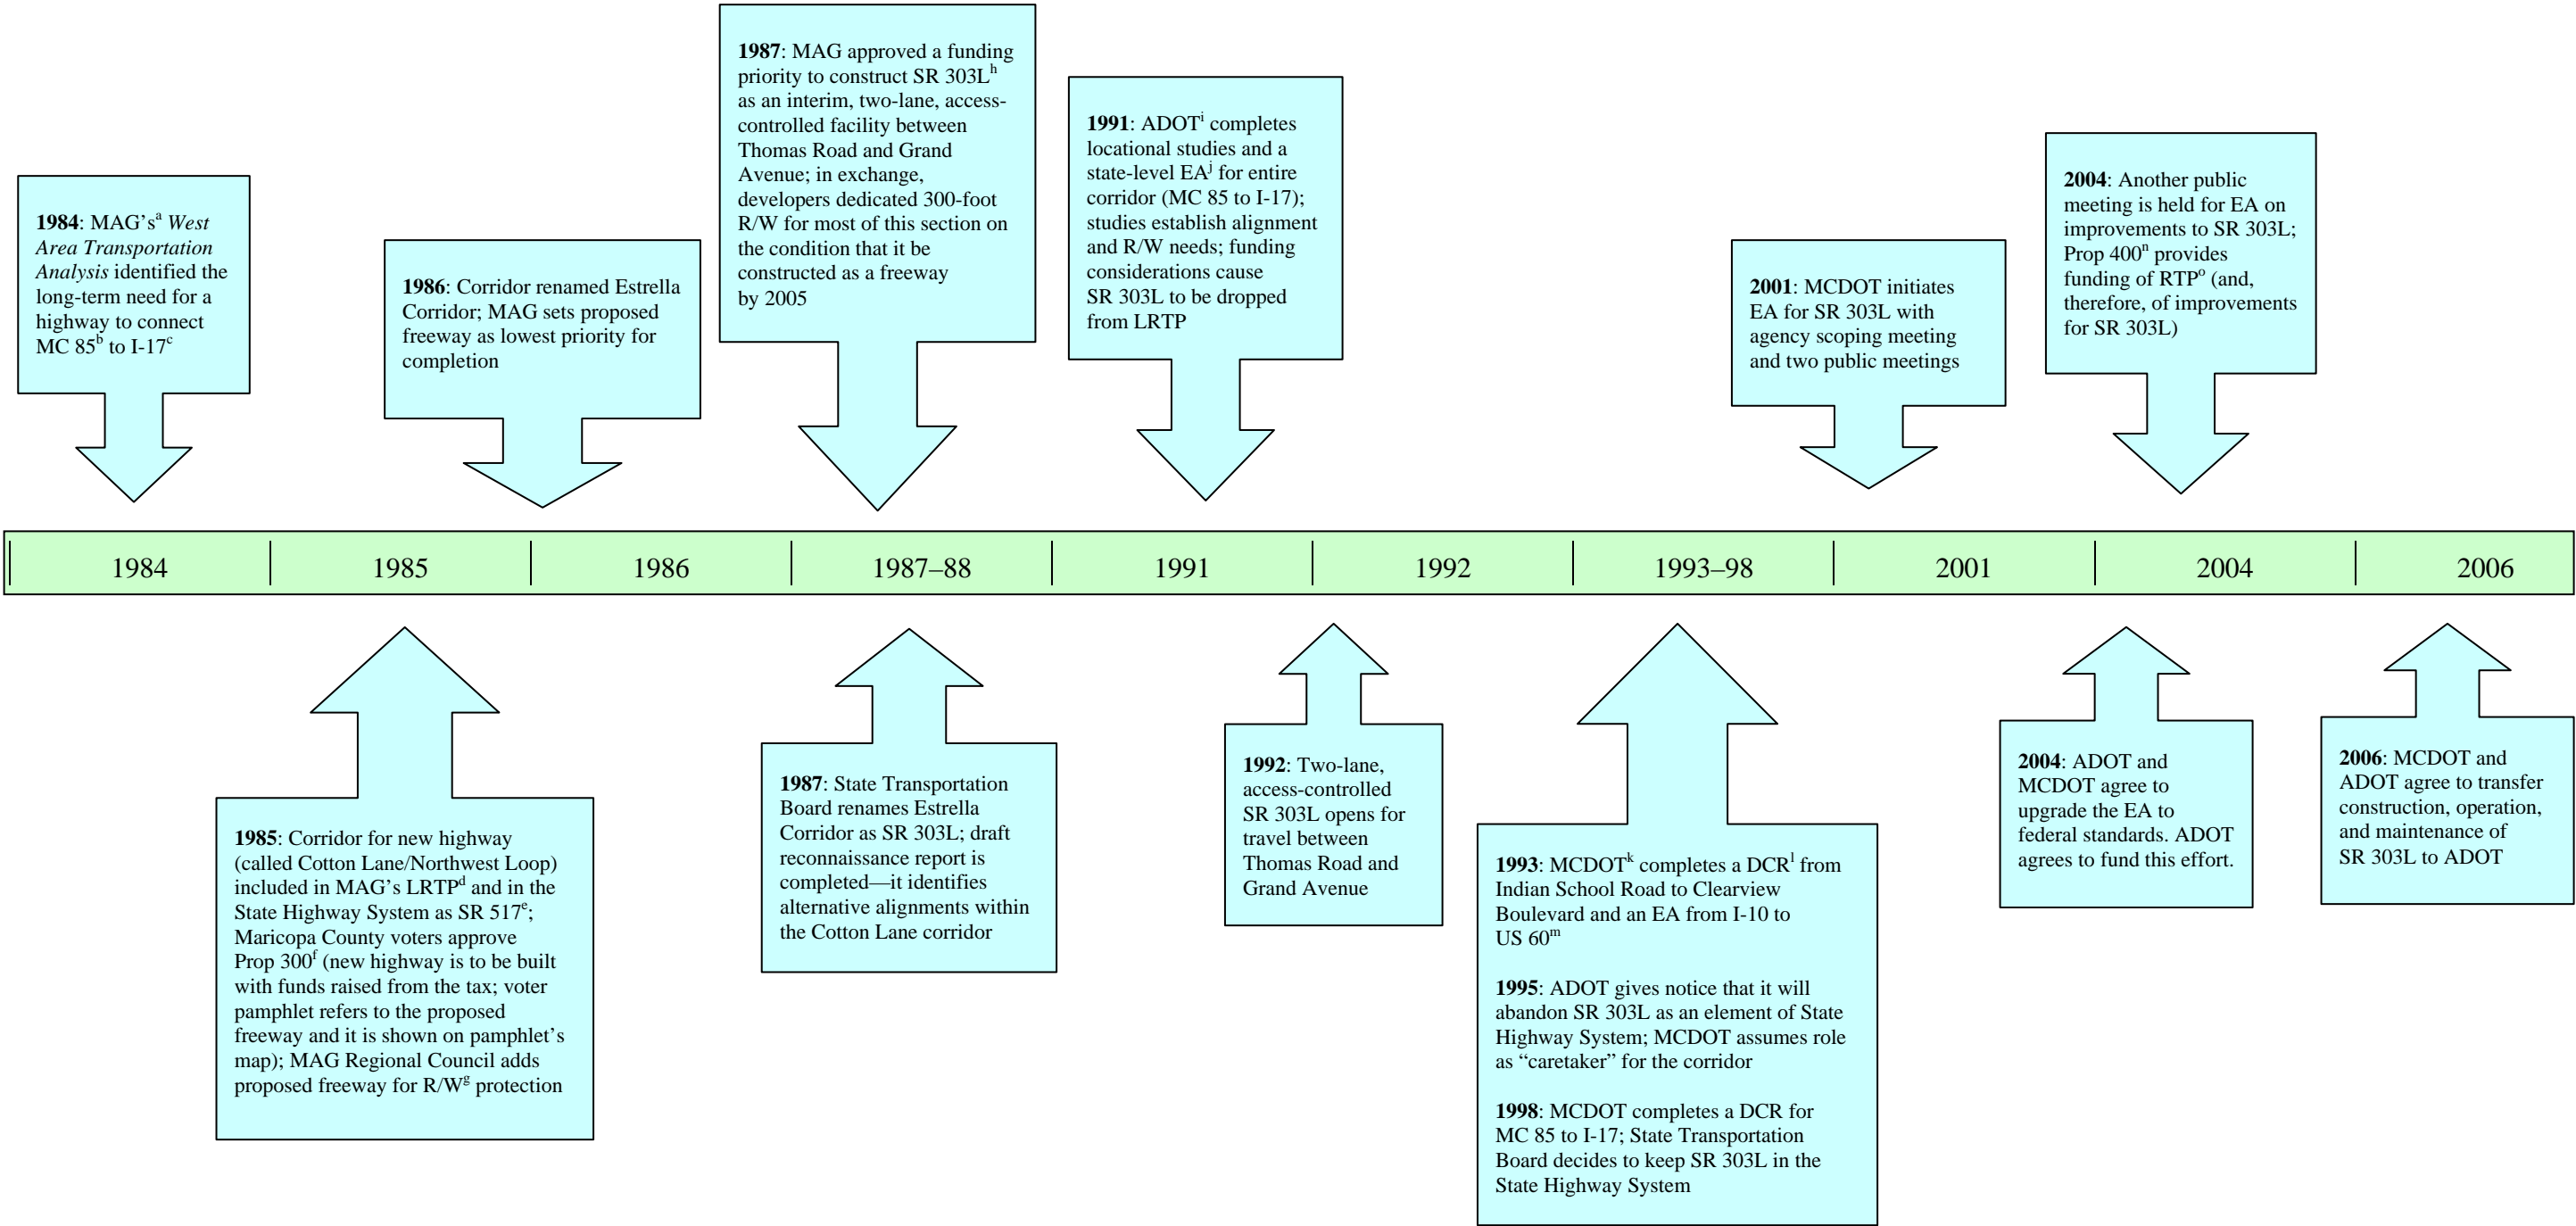 1984: MAG'sᵃ West
Area Transportation
Analysis identified the
long-term need for a
highway to connect
MC 85ᵇ to I-17ᶜ
1986: Corridor renamed Estrella
Corridor; MAG sets proposed
freeway as lowest priority for
completion
1987: MAG approved a funding
priority to construct SR 303Lʰ
as an interim, two-lane, access-
controlled facility between
Thomas Road and Grand
Avenue; in exchange,
developers dedicated 300-foot
R/W for most of this section on
the condition that it be
constructed as a freeway
by 2005
1991: ADOTⁱ completes
locational studies and a
state-level EAʲ for entire
corridor (MC 85 to I-17);
studies establish alignment
and R/W needs; funding
considerations cause
SR 303L to be dropped
from LRTP
2001: MCDOT initiates
EA for SR 303L with
agency scoping meeting
and two public meetings
2004: Another public
meeting is held for EA on
improvements to SR 303L;
Prop 400ⁿ provides
funding of RTPᵒ (and,
therefore, of improvements
for SR 303L)
1984 1985 1986 1987–88 1991 1992 1993–98 2001 2004 2006
1985: Corridor for new highway
(called Cotton Lane/Northwest Loop)
included in MAG's LRTPᵈ and in the
State Highway System as SR 517ᵉ;
Maricopa County voters approve
Prop 300ᶠ (new highway is to be built
with funds raised from the tax; voter
pamphlet refers to the proposed
freeway and it is shown on pamphlet's
map); MAG Regional Council adds
proposed freeway for R/Wᵍ protection
1987: State Transportation
Board renames Estrella
Corridor as SR 303L; draft
reconnaissance report is
completed—it identifies
alternative alignments within
the Cotton Lane corridor
1992: Two-lane,
access-controlled
SR 303L opens for
travel between
Thomas Road and
Grand Avenue
1993: MCDOTᵏ completes a DCRˡ from
Indian School Road to Clearview
Boulevard and an EA from I-10 to
US 60ᵐ
1995: ADOT gives notice that it will
abandon SR 303L as an element of State
Highway System; MCDOT assumes role
as “caretaker” for the corridor
1998: MCDOT completes a DCR for
MC 85 to I-17; State Transportation
Board decides to keep SR 303L in the
State Highway System
2004: ADOT and
MCDOT agree to
upgrade the EA to
federal standards. ADOT
agrees to fund this effort.
2006: MCDOT and
ADOT agree to transfer
construction, operation,
and maintenance of
SR 303L to ADOT